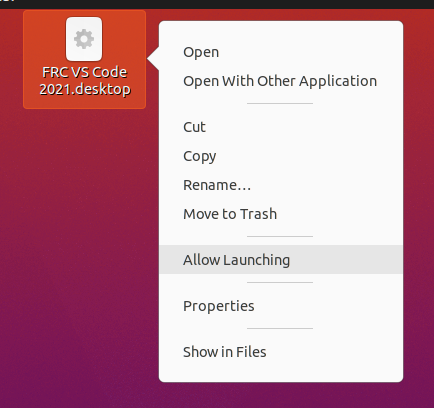 FRC VS Code
2021.desktop
Open
Open With Other Application
Cut
Copy
Rename…
Move to Trash
Allow Launching
Properties
Show in Files